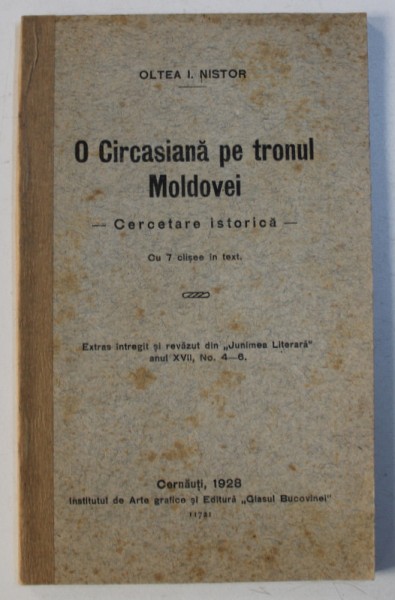 OLTEA I. NISTOR
O Circasiană pe tronul
Moldovei
— Cercetare istorică —
Cu 7 clișee în text.
Extras întregit și revăzut din „Junimea Literară"
anul XVII, No. 4—6.
Cernăuți, 1928
Institutul de Arte grafice și Editură „Glasul Bucovinei"